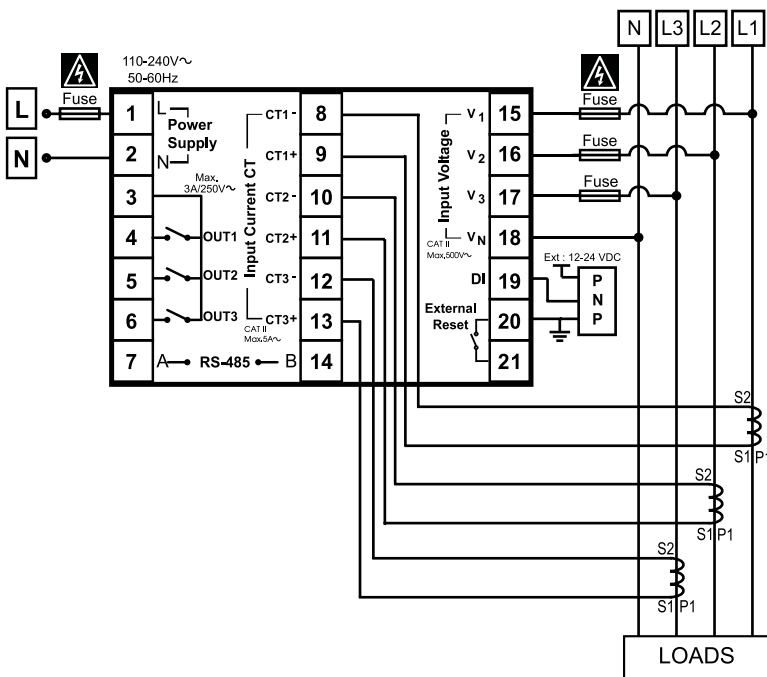 N L3 L2 L1
110-240V~
50-60Hz
L Fuse
N
1 L Power Supply
2 N
Max. 3A/250V~
3
4 OUT1
5 OUT2
6 OUT3
7 A RS-485 B 14
Input Current CT
CT1 - 8
CT1+ 9
CT2 - 10
CT2+ 11
CT3 - 12
CT3+ 13
CAT II
Max.5A~
Input Voltage
V1 15 Fuse
V2 16 Fuse
V3 17 Fuse
VN 18
CAT II
Max.500V~
DI 19
Ext : 12-24 VDC
P
N
P
External
Reset
20
21
S2
S1 P1
S2
S1 P1
S2
S1 P1
LOADS